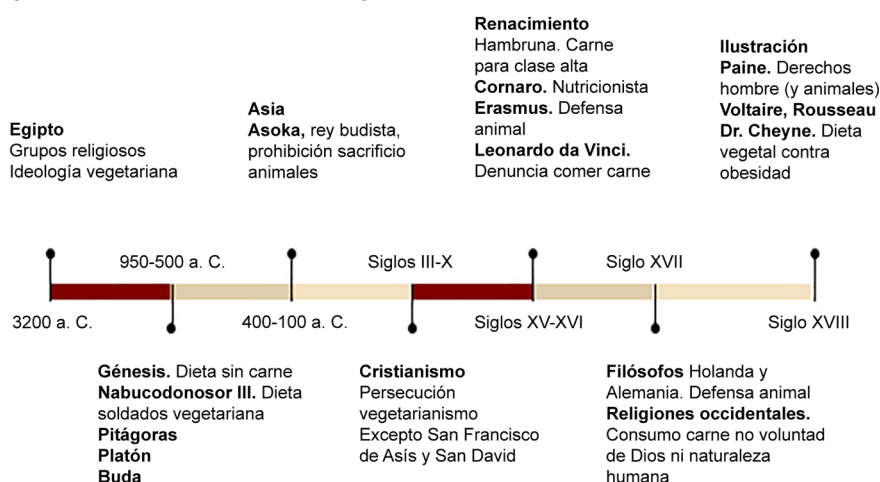 Egipto
Grupos religiosos
Ideología vegetariana
Asia
Asoka, rey budista,
prohibición sacrificio
animales
Renacimiento
Hambruna. Carne
para clase alta
Cornaro. Nutricionista
Erasmus. Defensa
animal
Leonardo da Vinci.
Denuncia comer carne
Ilustración
Paine. Derechos
hombre (y animales)
Voltaire, Rousseau
Dr. Cheyne. Dieta
vegetal contra
obesidad
950-500 a. C.
Siglos III-X
Siglo XVII
3200 a. C.
400-100 a. C.
Siglos XV-XVI
Siglo XVIII
Génesis. Dieta sin carne
Nabucodonosor III. Dieta
soldados vegetariana
Pitágoras
Platón
Buda
Cristianismo
Persecución
vegetarianismo
Excepto San Francisco
de Asís y San David
Filósofos Holanda y
Alemania. Defensa animal
Religiones occidentales.
Consumo carne no voluntad
de Dios ni naturaleza
humana